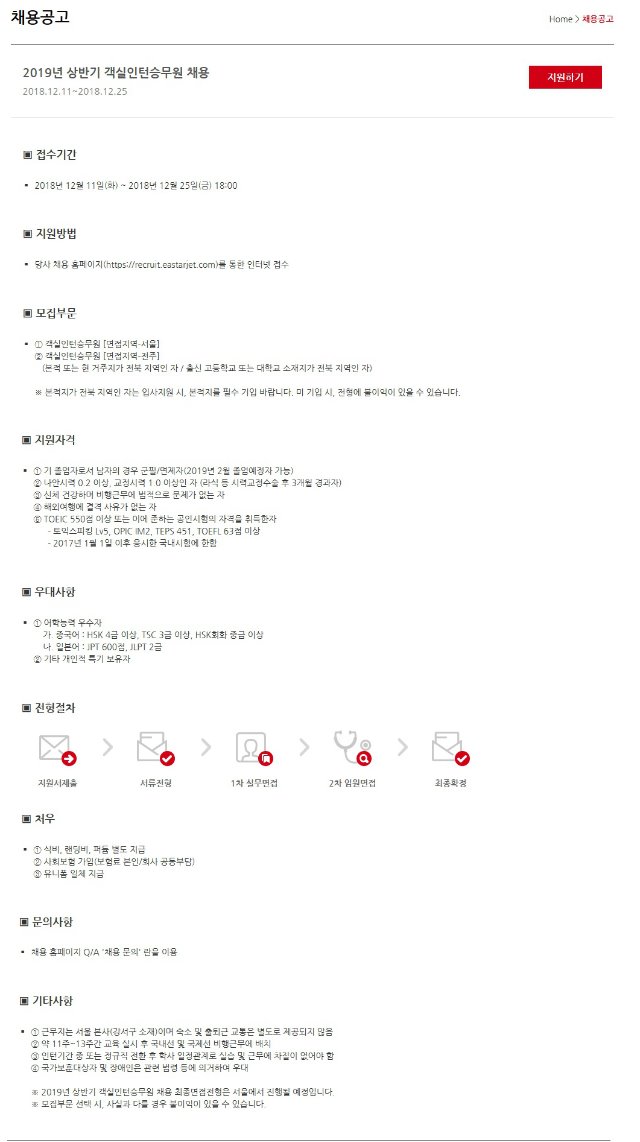 채용공고
Home > 채용공고
2019년 상반기 객실인턴승무원 채용
2018.12.11~2018.12.25
지원하기
▣ 접수기간
▪ 2018년 12월 11일(화) ~ 2018년 12월 25일(금) 18:00
▣ 지원방법
▪ 당사 채용 홈페이지(https://recruit.eastarjet.com)를 통한 인터넷 접수
▣ 모집부문
▪ ① 객실인턴승무원 [면접지역-서울]
② 객실인턴승무원 [면접지역-전주]
(본적 또는 현 거주지가 전북 지역인 자 / 출신 고등학교 또는 대학교 소재지가 전북 지역인 자)
※ 본적지가 전북 지역인 자는 입사지원 시, 본적지를 필수 기입 바랍니다. 미 기입 시, 전형에 불이익이 있을 수 있습니다.
▣ 지원자격
▪ ① 기 졸업자로서 남자의 경우 군필/면제자(2019년 2월 졸업예정자 가능)
② 나안시력 0.2 이상, 교정시력 1.0 이상인 자 (라식 등 시력교정수술 후 3개월 경과자)
③ 신체 건강하며 비행근무에 법적으로 문제가 없는 자
④ 해외여행에 결격 사유가 없는 자
⑤ TOEIC 550점 이상 또는 이에 준하는 공인시험의 자격을 취득한자
- 토익스피킹 Lv5, OPIC IM2, TEPS 451, TOEFL 63점 이상
- 2017년 1월 1일 이후 응시한 국내시험에 한함
▣ 우대사항
▪ ① 어학능력 우수자
가. 중국어 : HSK 4급 이상, TSC 3급 이상, HSK회화 중급 이상
나. 일본어 : JPT 600점, JLPT 2급
② 기타 개인적 특기 보유자
▣ 전형절차
지원서제출
서류전형
1차 실무면접
2차 임원면접
최종확정
▣ 처우
▪ ① 식비, 랜딩비, 퍼듐 별도 지급
② 사회보험 가입(보험료 본인/회사 공동부담)
③ 유니폼 일체 지급
▣ 문의사항
▪ 채용 홈페이지 Q/A '채용 문의' 란을 이용
▣ 기타사항
▪ ① 근무지는 서울 본사(강서구 소재)이며 숙소 및 출퇴근 교통은 별도로 제공되지 않음
② 약 11주~13주간 교육 실시 후 국내선 및 국제선 비행근무에 배치
③ 인턴기간 중 또는 정규직 전환 후 학사 일정관계로 실습 및 근무에 차질이 없어야 함
④ 국가보훈대상자 및 장애인은 관련 법령 등에 의거하여 우대
※ 2019년 상반기 객실인턴승무원 채용 최종면접전형은 서울에서 진행될 예정입니다.
※ 모집부문 선택 시, 사실과 다를 경우 불이익이 있을 수 있습니다.